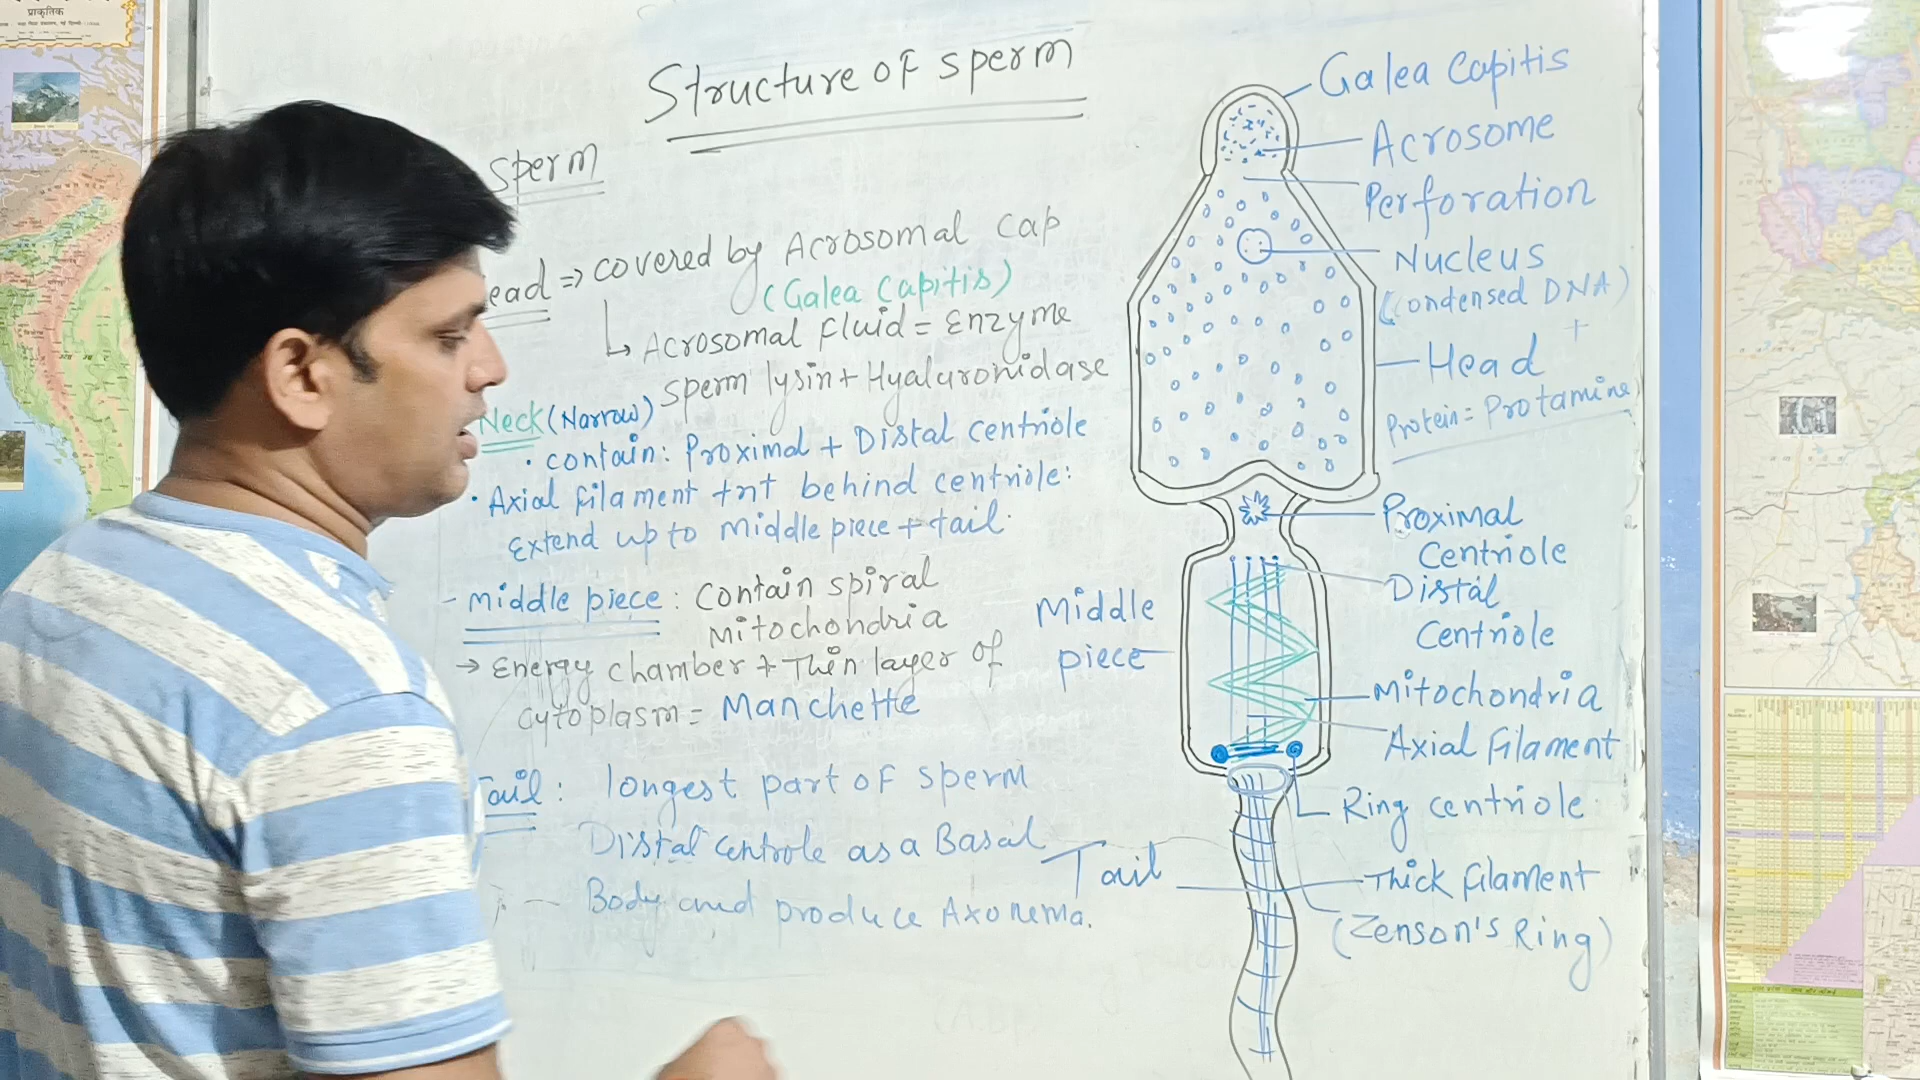 प्राकृतिक
Structure of sperm
sperm
ead => covered by Acrosomal cap
(Galea Capitis)
↳ Acrosomal Fluid = Enzyme
sperm lysin + Hyaluronidase
Neck (Narrow)
• contain: Proximal + Distal centriole
• Axial filament tnt behind centriole:
Extend up to middle piece + tail.
- Middle piece: Contain spiral
Mitochondria
→ Energy chamber + Thin layer of
cytoplasm = Manchette
Tail: longest part of sperm
Distal centrole as a Basal
Body and produce Axonema.
Galea Capitis
Acrosome
Perforation
Nucleus
(Condensed DNA)
+
Head
Protein = Protamine
Proximal
Centriole
Distal
Centriole
Middle
piece
Mitochondria
Axial filament
Ring centriole
Tail
Thick filament
(Zenson's Ring)